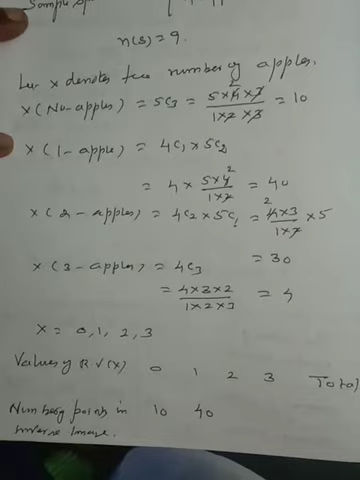 Sample sp
n(S) = 9.
Let x denotes the number of apples.
X(No-apples) = 5C3 = 5×4×3/1×2×3 = 10
X(1-apple) = 4C1 × 5C2
= 4 × 5×4/1×2 = 40
X(2-apples) = 4C2 × 5C1 = 4×3/1×2 × 5
= 30
X(3-apples) = 4C3
= 4×3×2/1×2×3 = 4
X = 0, 1, 2, 3
Values of R V(X) 0 1 2 3 Total
Number points in 10 40
inverse Image.